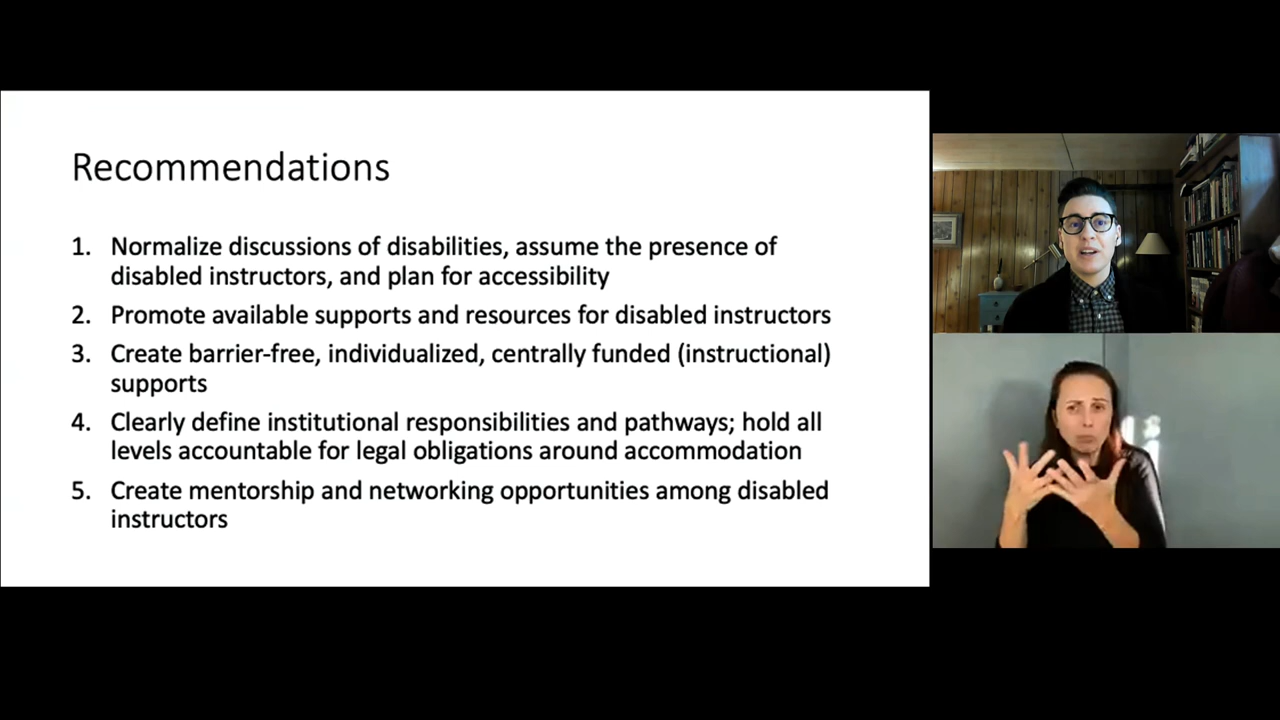 Recommendations
1. Normalize discussions of disabilities, assume the presence of
disabled instructors, and plan for accessibility
2. Promote available supports and resources for disabled instructors
3. Create barrier-free, individualized, centrally funded (instructional)
supports
4. Clearly define institutional responsibilities and pathways; hold all
levels accountable for legal obligations around accommodation
5. Create mentorship and networking opportunities among disabled
instructors